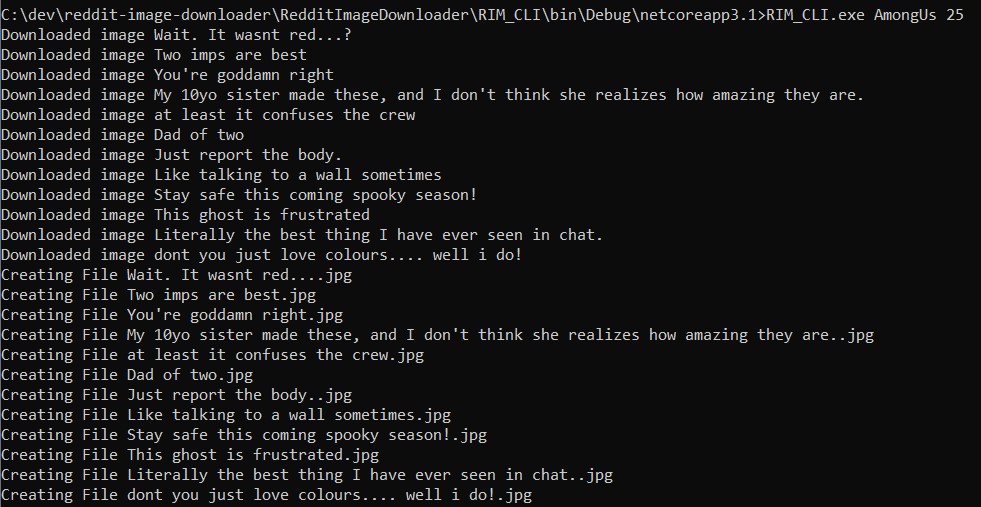 C:\dev\reddit-image-downloader\RedditImageDownloader\RIM_CLI\bin\Debug\netcoreapp3.1>RIM_CLI.exe AmongUs 25
Downloaded image Wait. It wasnt red...?
Downloaded image Two imps are best
Downloaded image You're goddamn right
Downloaded image My 10yo sister made these, and I don't think she realizes how amazing they are.
Downloaded image at least it confuses the crew
Downloaded image Dad of two
Downloaded image Just report the body.
Downloaded image Like talking to a wall sometimes
Downloaded image Stay safe this coming spooky season!
Downloaded image This ghost is frustrated
Downloaded image Literally the best thing I have ever seen in chat.
Downloaded image dont you just love colours.... well i do!
Creating File Wait. It wasnt red....jpg
Creating File Two imps are best.jpg
Creating File You're goddamn right.jpg
Creating File My 10yo sister made these, and I don't think she realizes how amazing they are..jpg
Creating File at least it confuses the crew.jpg
Creating File Dad of two.jpg
Creating File Just report the body..jpg
Creating File Like talking to a wall sometimes.jpg
Creating File Stay safe this coming spooky season!.jpg
Creating File This ghost is frustrated.jpg
Creating File Literally the best thing I have ever seen in chat..jpg
Creating File dont you just love colours.... well i do!.jpg